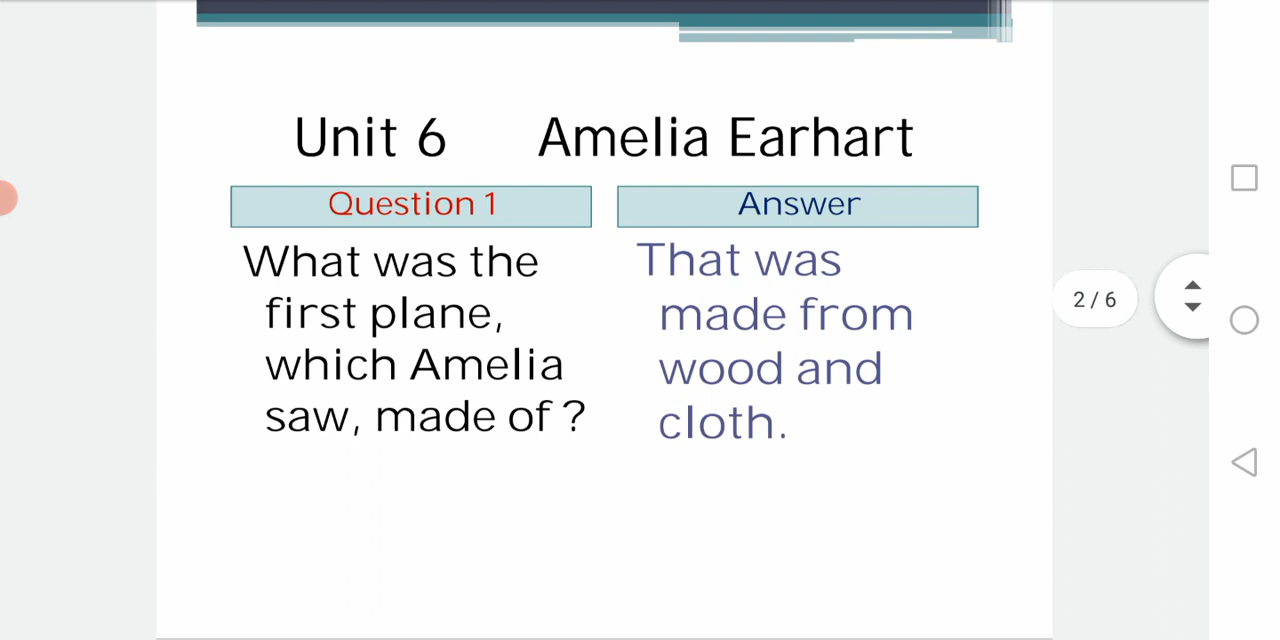 Unit 6 Amelia Earhart
Question 1
Answer
What was the
first plane,
which Amelia
saw, made of ?
That was
made from
wood and
cloth.
2 / 6